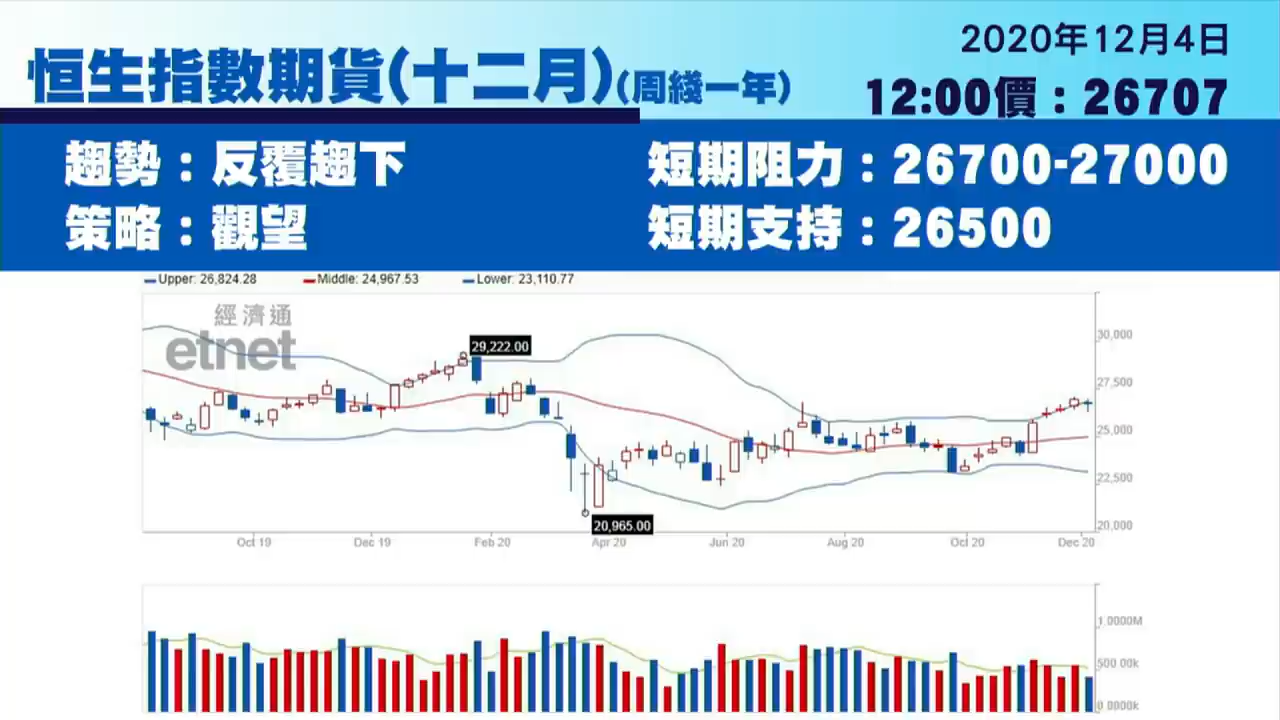 恒生指數期貨(十二月)(周綫一年)
2020年12月4日
12:00價：26707
趨勢：反覆趨下
策略：觀望
短期阻力：26700-27000
短期支持：26500
Upper: 26,824.28 Middle: 24,967.53 Lower: 23,110.77
經濟通
etnet
29,222.00
20,965.00
30,000
27,500
25,000
22,500
20,000
Oct 19 Dec 19 Feb 20 Apr 20 Jun 20 Aug 20 Oct 20 Dec 20
1.0000M
500.00k
0.0000k